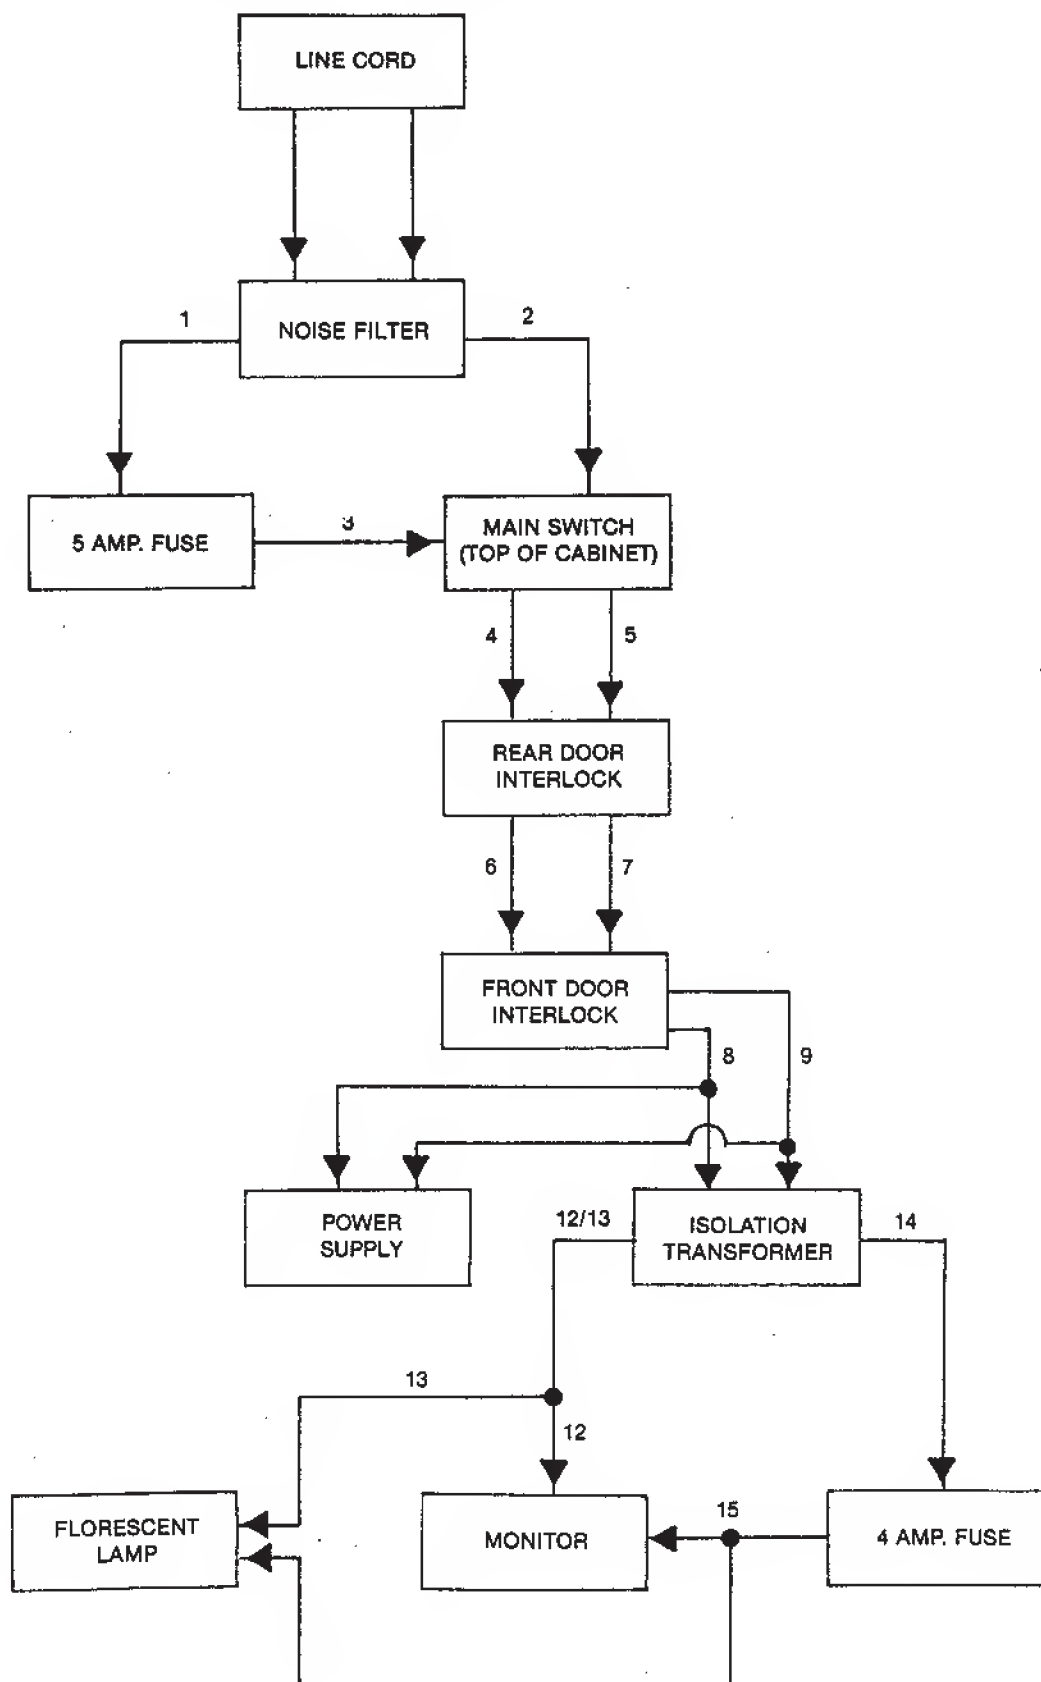 LINE CORD
1
NOISE FILTER
2
5 AMP. FUSE
3
MAIN SWITCH
(TOP OF CABINET)
4
5
REAR DOOR
INTERLOCK
6
7
FRONT DOOR
INTERLOCK
8
9
POWER
SUPPLY
12/13
ISOLATION
TRANSFORMER
14
13
12
FLORESCENT
LAMP
MONITOR
15
4 AMP. FUSE